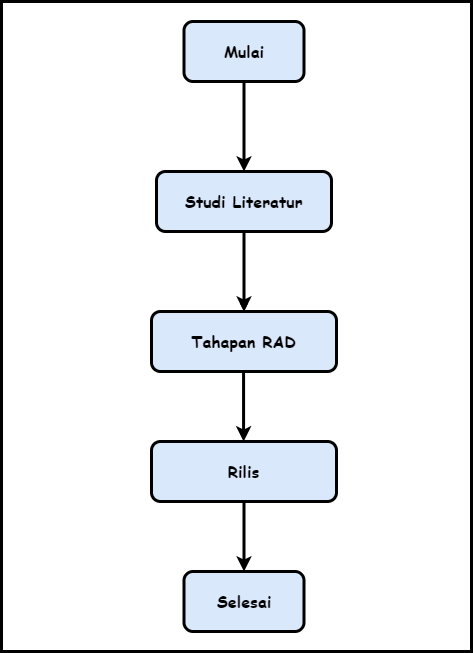 Mulai
Studi Literatur
Tahapan RAD
Rilis
Selesai